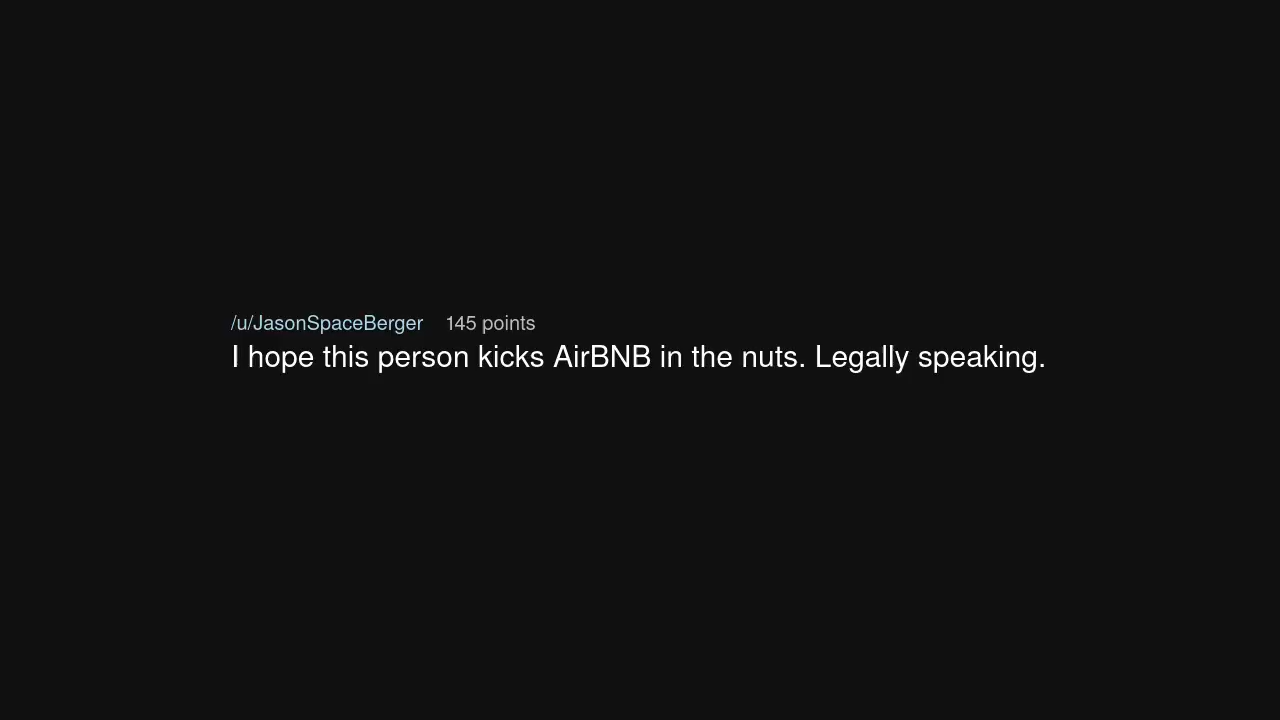 /u/JasonSpaceBerger 145 points
I hope this person kicks AirBNB in the nuts. Legally speaking.